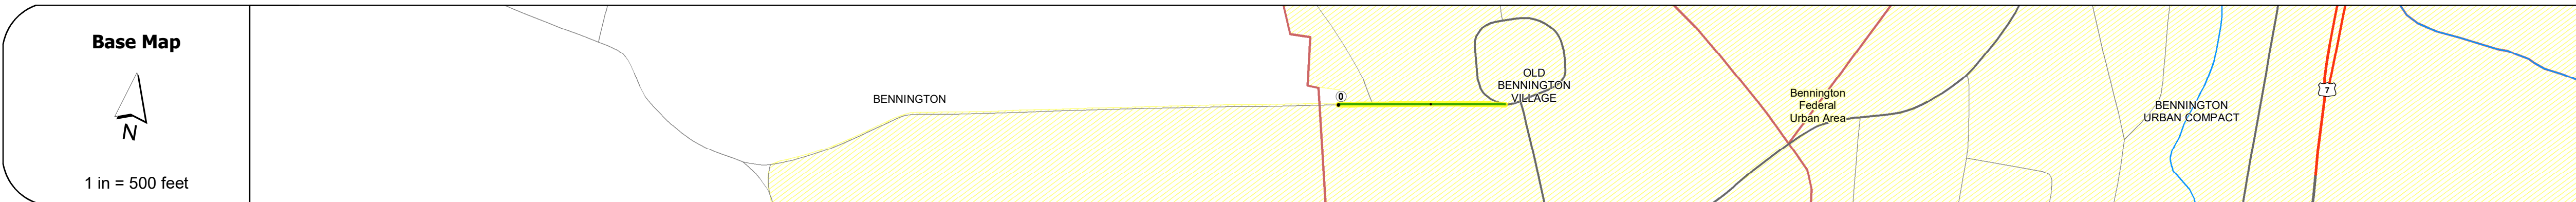 Base Map
N
1 in = 500 feet
BENNINGTON
0
OLD
BENNINGTON
VILLAGE
Bennington
Federal
Urban Area
BENNINGTON
URBAN COMPACT
7